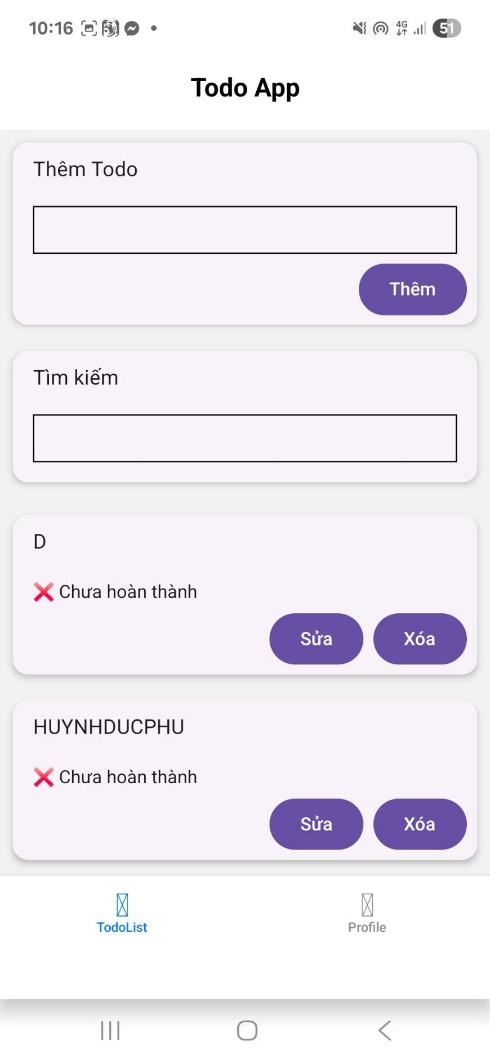 10:16
4G
51
Todo App
Thêm Todo
Thêm
Tìm kiếm
D
❌ Chưa hoàn thành
Sửa Xóa
HUYNHDUCPHU
❌ Chưa hoàn thành
Sửa Xóa
TodoList Profile